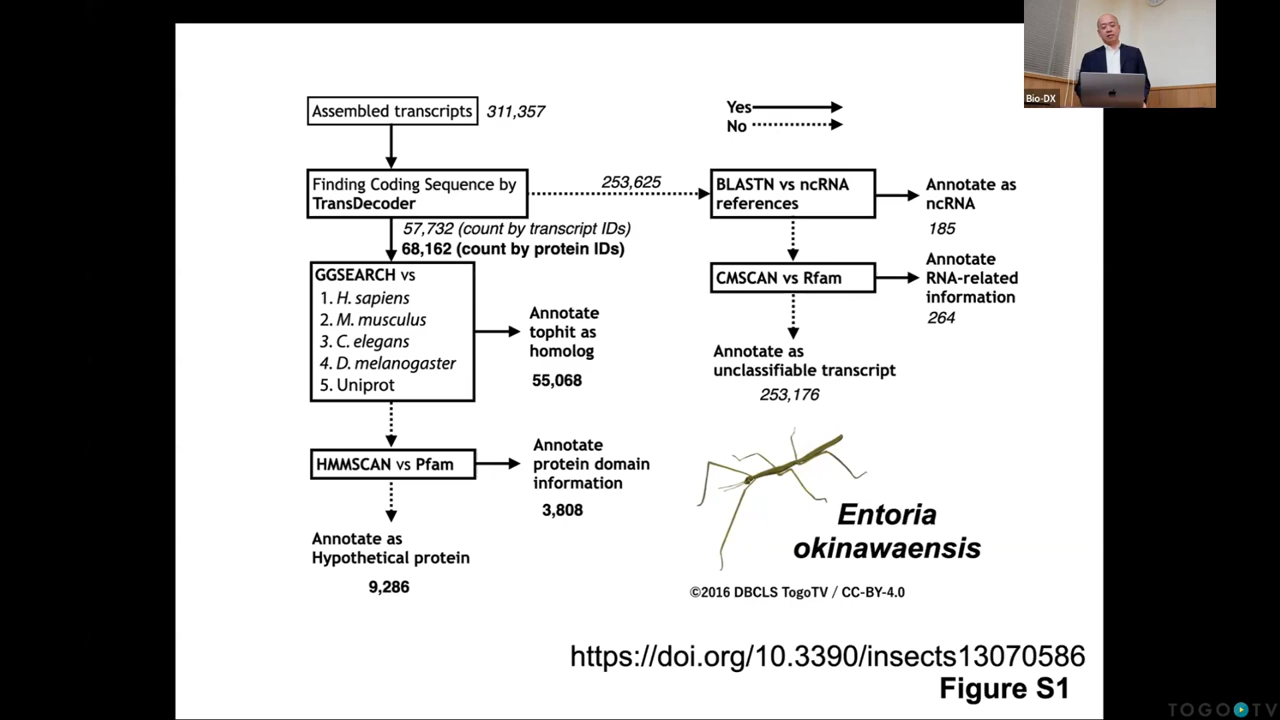 Assembled transcripts 311,357
Yes
No
Finding Coding Sequence by
TransDecoder
253,625
BLASTN vs ncRNA
references
Annotate as
ncRNA
185
57,732 (count by transcript IDs)
68,162 (count by protein IDs)
GGSEARCH vs
1. H. sapiens
2. M. musculus
3. C. elegans
4. D. melanogaster
5. Uniprot
CMSCAN vs Rfam
Annotate
RNA-related
information
264
Annotate
tophit as
homolog
55,068
Annotate as
unclassifiable transcript
253,176
HMMSCAN vs Pfam
Annotate
protein domain
information
3,808
Annotate as
Hypothetical protein
9,286
Entoria
okinawaensis
©2016 DBCLS TogoTV / CC-BY-4.0
https://doi.org/10.3390/insects13070586
Figure S1
Bio-DX
TOGO TV